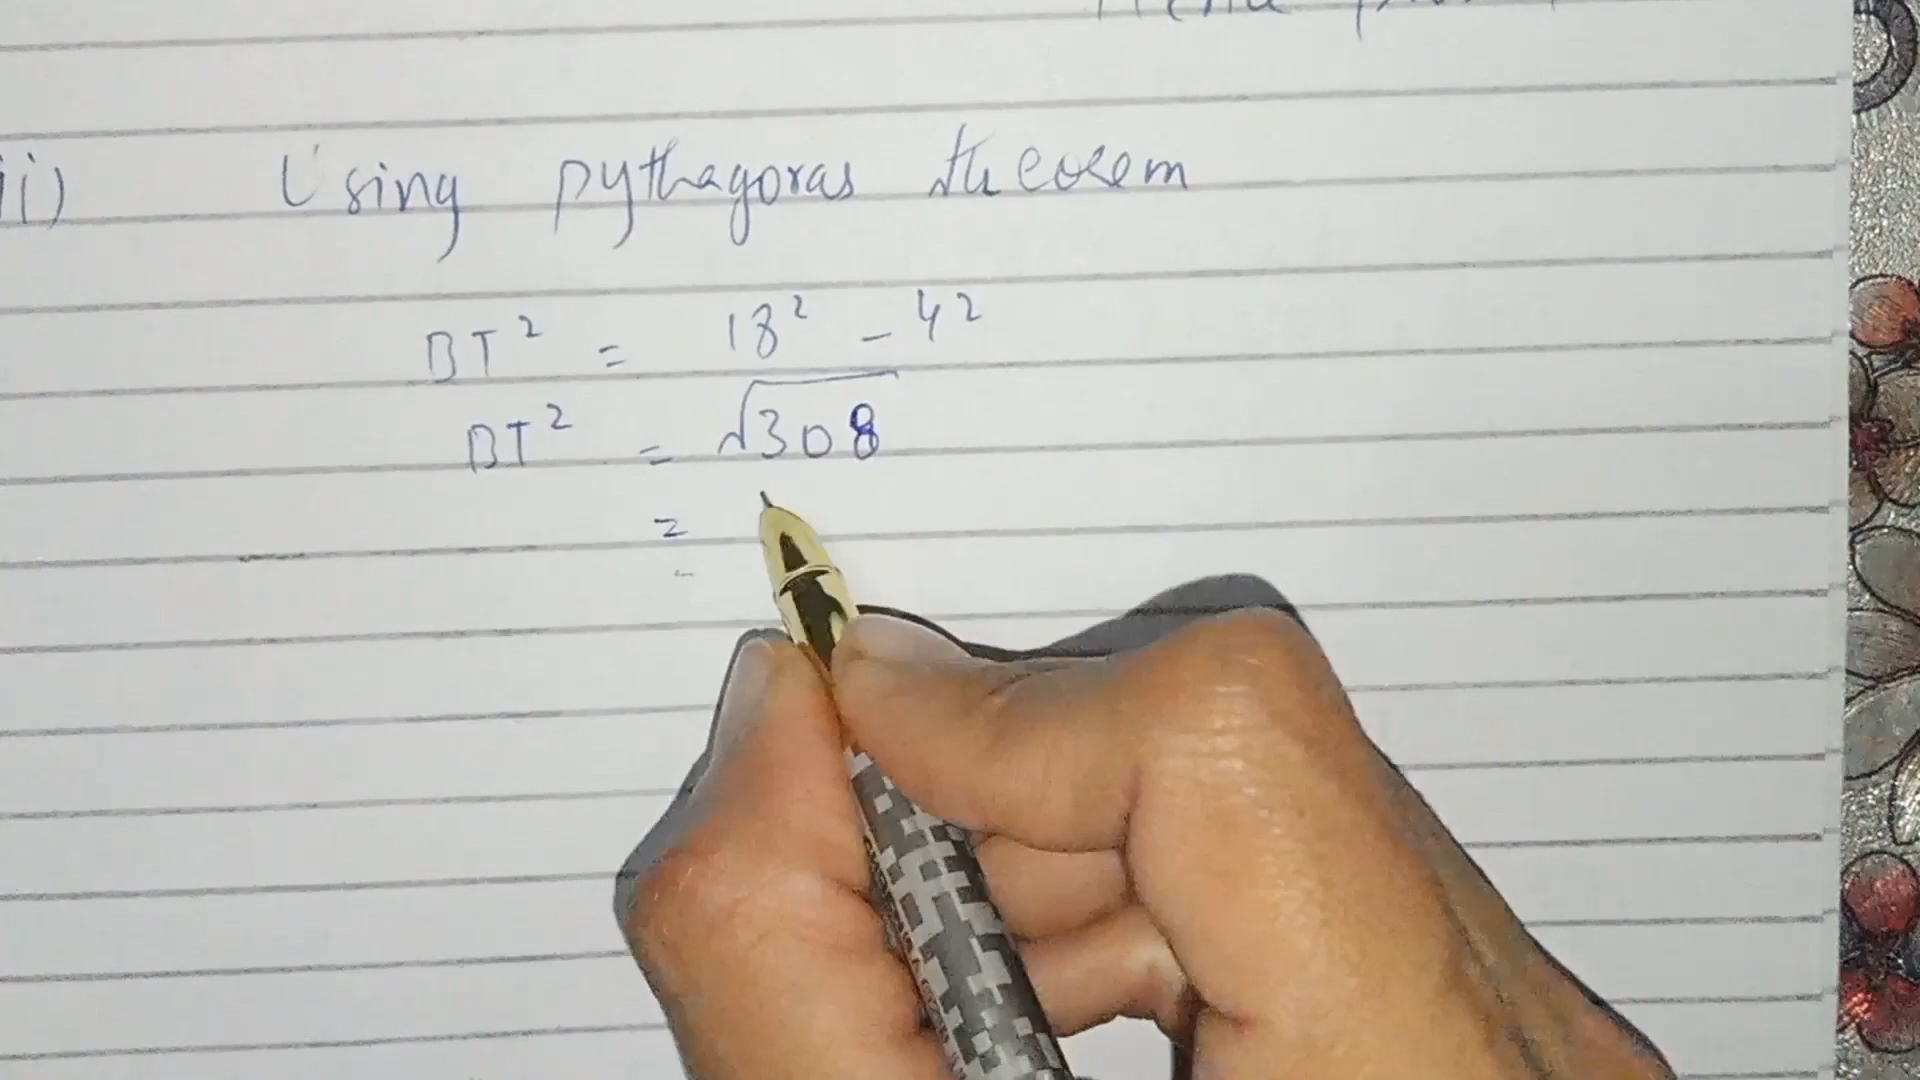 ii) Using pythagoras theorem
BT² = 18² - 42
BT² = √308
=